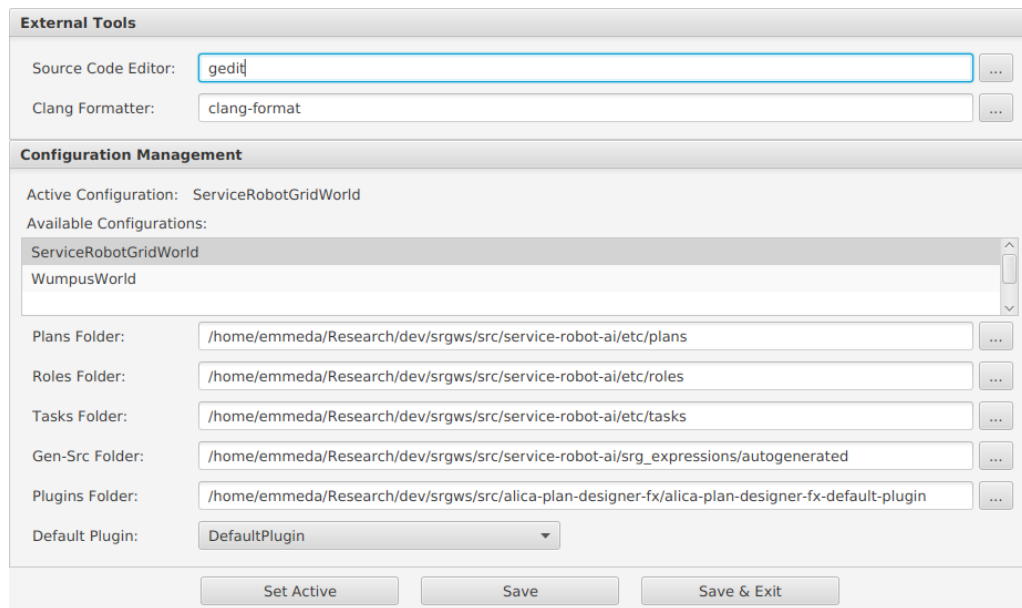 External Tools
Source Code Editor: gedit ...
Clang Formatter: clang-format ...
Configuration Management
Active Configuration: ServiceRobotGridWorld
Available Configurations:
ServiceRobotGridWorld
WumpusWorld
Plans Folder: /home/emmeda/Research/dev/srgws/src/service-robot-ai/etc/plans ...
Roles Folder: /home/emmeda/Research/dev/srgws/src/service-robot-ai/etc/roles ...
Tasks Folder: /home/emmeda/Research/dev/srgws/src/service-robot-ai/etc/tasks ...
Gen-Src Folder: /home/emmeda/Research/dev/srgws/src/service-robot-ai/srg_expressions/autogenerated ...
Plugins Folder: /home/emmeda/Research/dev/srgws/src/alica-plan-designer-fx/alica-plan-designer-fx-default-plugin ...
Default Plugin: DefaultPlugin
Set Active Save Save & Exit